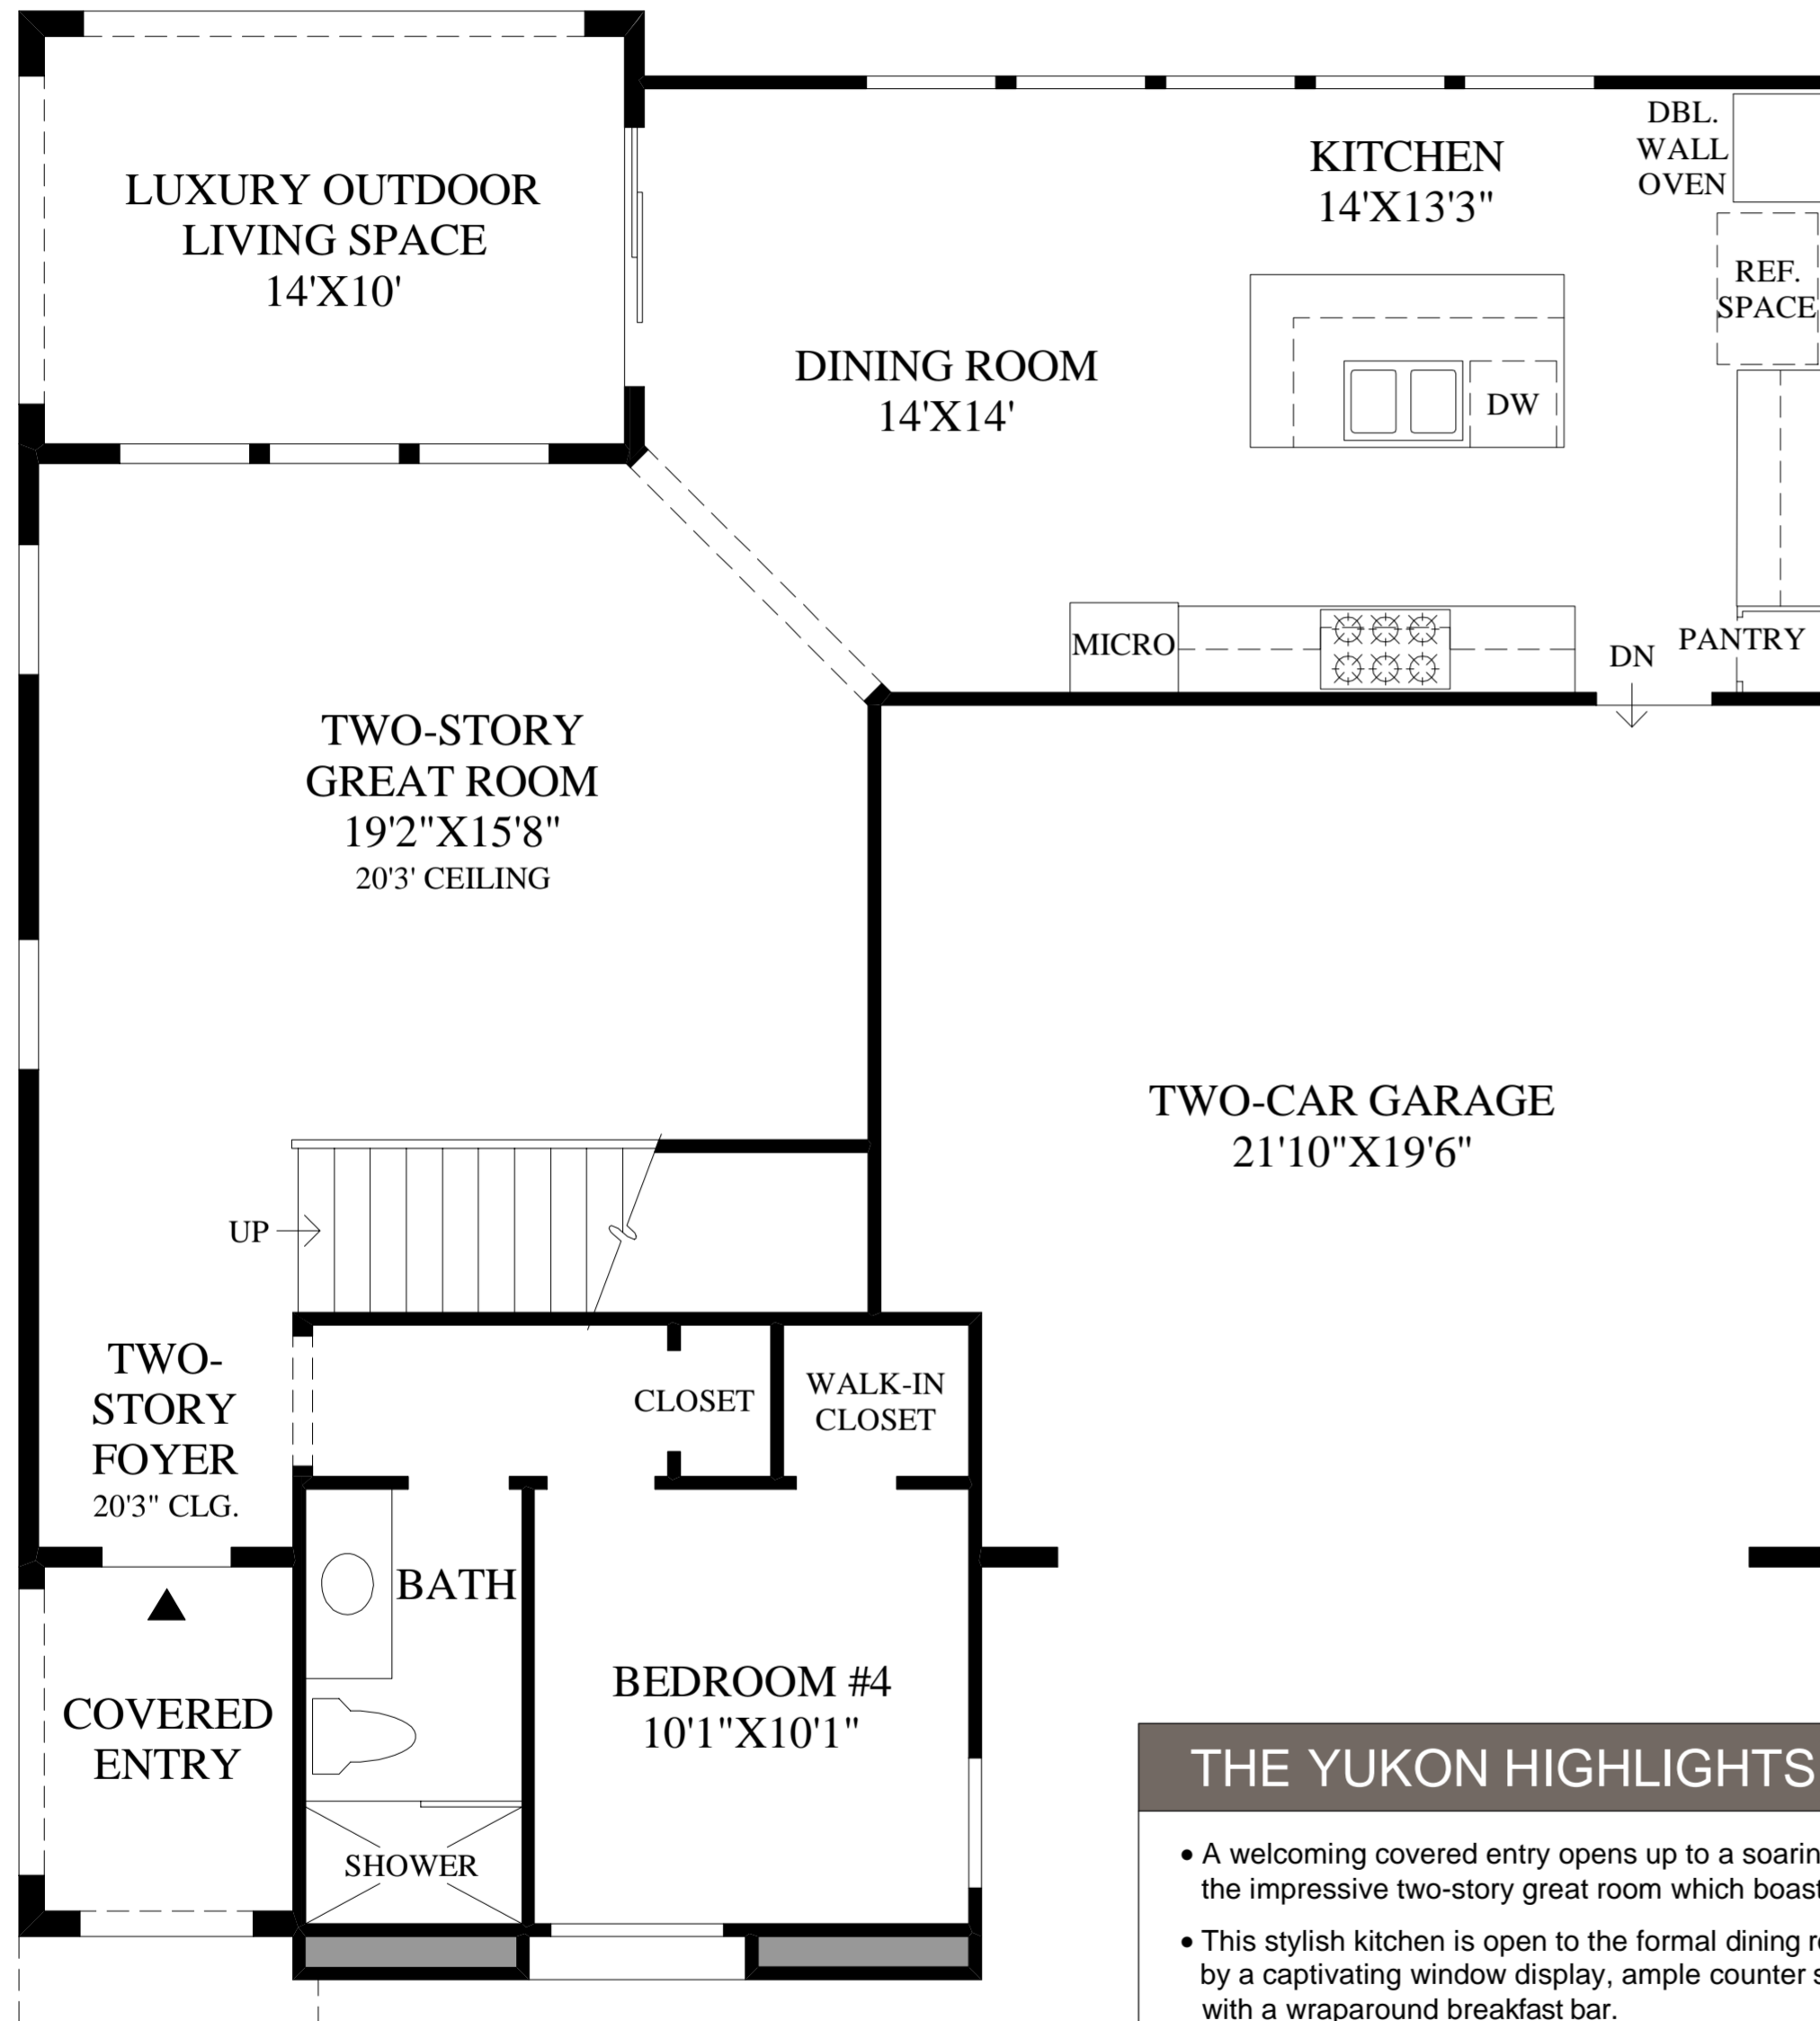 LUXURY OUTDOOR
LIVING SPACE
14'X10'
KITCHEN
14'X13'3"
DBL.
WALL
OVEN
REF.
SPACE
DINING ROOM
14'X14'
DW
MICRO
DN
PANTRY
TWO-STORY
GREAT ROOM
19'2"X15'8"
20'3' CEILING
TWO-CAR GARAGE
21'10"X19'6"
UP
TWO-
STORY
FOYER
20'3" CLG.
CLOSET
WALK-IN
CLOSET
BATH
BEDROOM #4
10'1"X10'1"
COVERED
ENTRY
SHOWER
THE YUKON HIGHLIGHTS
• A welcoming covered entry opens up to a soarin
the impressive two-story great room which boast
• This stylish kitchen is open to the formal dining r
by a captivating window display, ample counter s
with a wraparound breakfast bar.